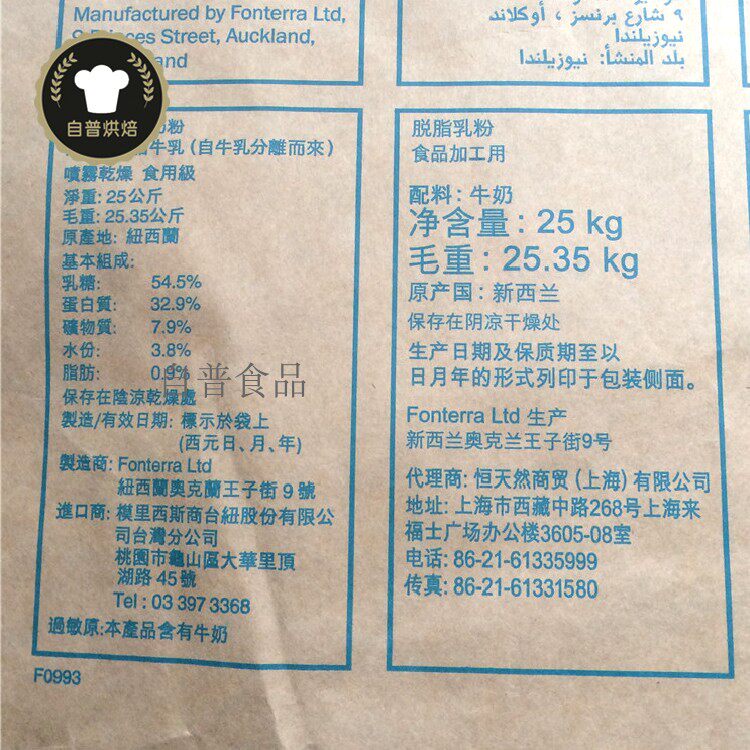 Manufactured by Fonterra Ltd,
Street, Auckland,
٩ شارع برنسز ، أوكلاند
نيوزيلندا
بلد المنشأ: نيوزيلندا
自普烘焙
奶粉
牛乳 (自牛乳分離而來)
噴霧乾燥 食用級
淨重: 25公斤
毛重: 25.35公斤
原產地: 紐西蘭
基本組成:
乳糖: 54.5%
蛋白質: 32.9%
礦物質: 7.9%
水份: 3.8%
脂肪: 0.9%
自普食品
保存在陰涼乾燥處
製造/有效日期: 標示於袋上
(西元日、月、年)
製造商: Fonterra Ltd
紐西蘭奧克蘭王子街 9 號
進口商: 模里西斯商台紐股份有限公
司台灣分公司
桃園市龜山區大華里頂
湖路 45 號
Tel : 03 397 3368
過敏原:本產品含有牛奶
F0993
脱脂乳粉
食品加工用
配料: 牛奶
净含量: 25 kg
毛重: 25.35 kg
原产国: 新西兰
保存在阴凉干燥处
生产日期及保质期至以
日月年的形式列印于包装侧面。
Fonterra Ltd 生产
新西兰奥克兰王子街9号
代理商: 恒天然商贸 (上海) 有限公司
地址: 上海市西藏中路268号上海来
福士广场办公楼3605-08室
电话: 86-21-61335999
传真: 86-21-61331580